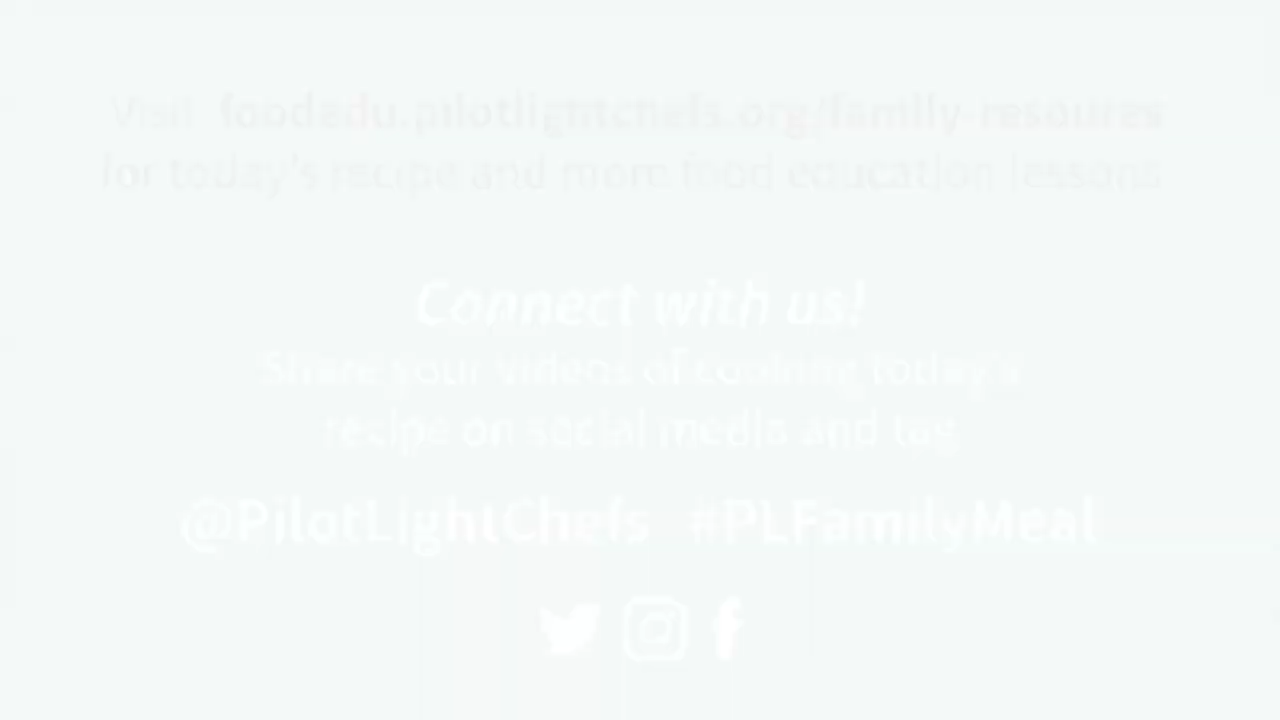 Visit foodedu.pilotlightchefs.org/family-resoures
for today's recipe and more food education lessons
Connect with us!
Share your videos of cooking today's
recipe on social media and tag
@PilotLightChefs #PLFamilyMeal